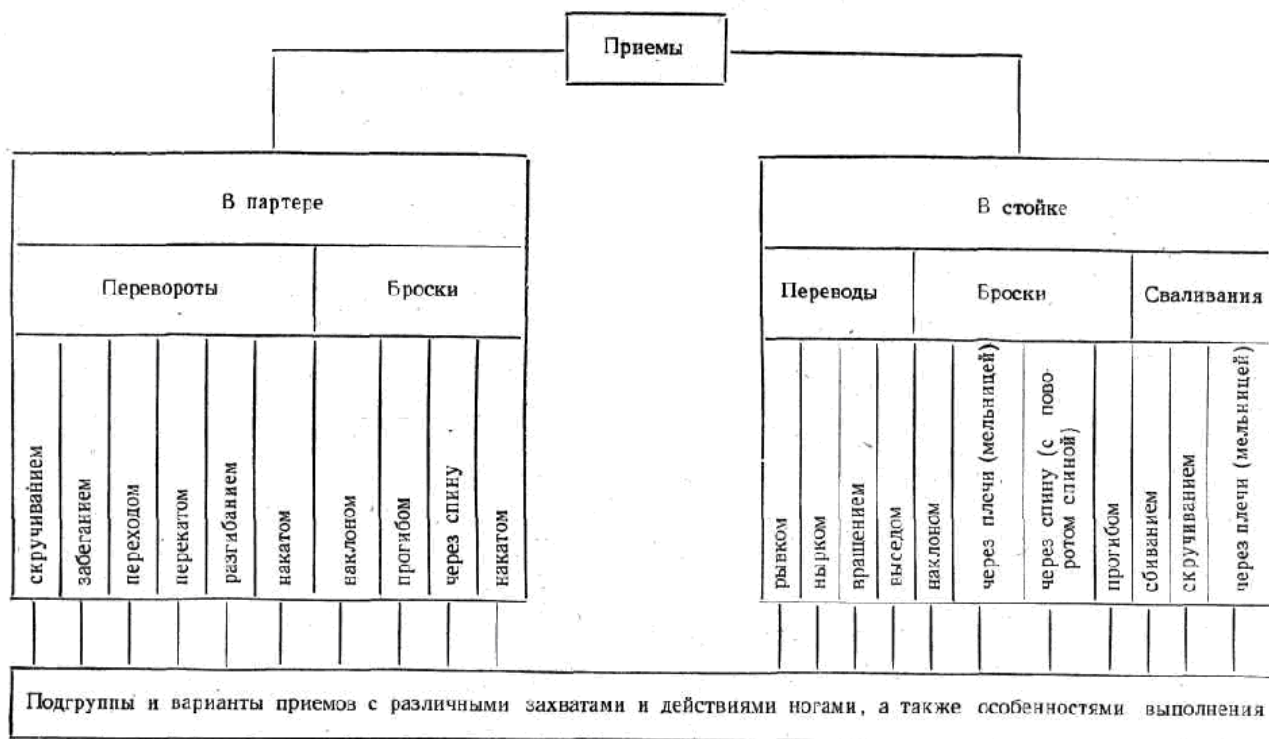 Приемы
В партере
В стойке
Перевороты
Броски
Переводы
Броски
Сваливания
скручиванием
забеганием
переходом
перекатом
разгибанием
накатом
наклоном
прогибом
через спину
накатом
рывком
нырком
вращением
выседом
наклоном
через плечи (мельницей)
через спину (с пово-
ротом спиной)
прогибом
сбиванием
скручиванием
через плечи (мельницей)
Подгруппы и варианты приемов с различными захватами и действиями ногами, а также особенностями выполнения